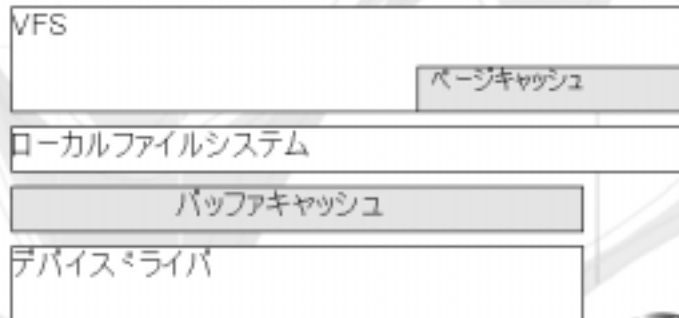 VFS
ページキャッシュ
ローカルファイルシステム
バッファキャッシュ
デバイスドライバ